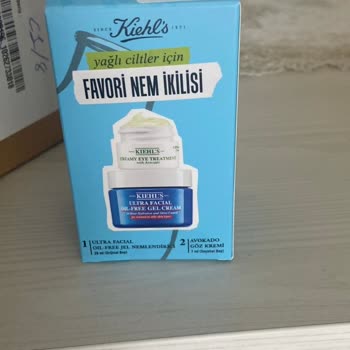 SINCE Kiehl's 1851
yağlı ciltler için
FAVORİ NEM İKİLİSİ
KIEHL'S
CREAMY EYE TREATMENT
with Avocado
KIEHL'S
ULTRA FACIAL
OIL-FREE GEL CREAM
1 ULTRA FACIAL
OIL-FREE JEL NEMLENDİRİCİ
2 AVOKADO
GÖZ KREMİ